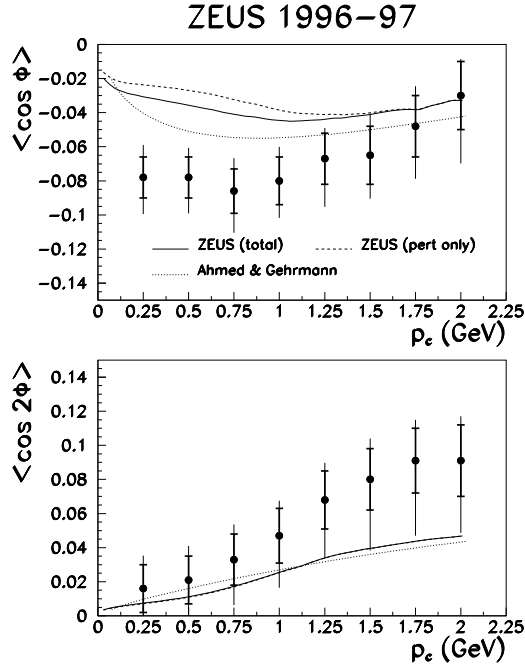 ZEUS 1996-97
<cos ϕ>
0
-0.02
-0.04
-0.06
-0.08
-0.1
-0.12
-0.14
ZEUS (total)
ZEUS (pert only)
Ahmed & Gehrmann
0 0.25 0.5 0.75 1 1.25 1.5 1.75 2 2.25
pc (GeV)
<cos 2ϕ>
0.14
0.12
0.1
0.08
0.06
0.04
0.02
0
0 0.25 0.5 0.75 1 1.25 1.5 1.75 2 2.25
pc (GeV)